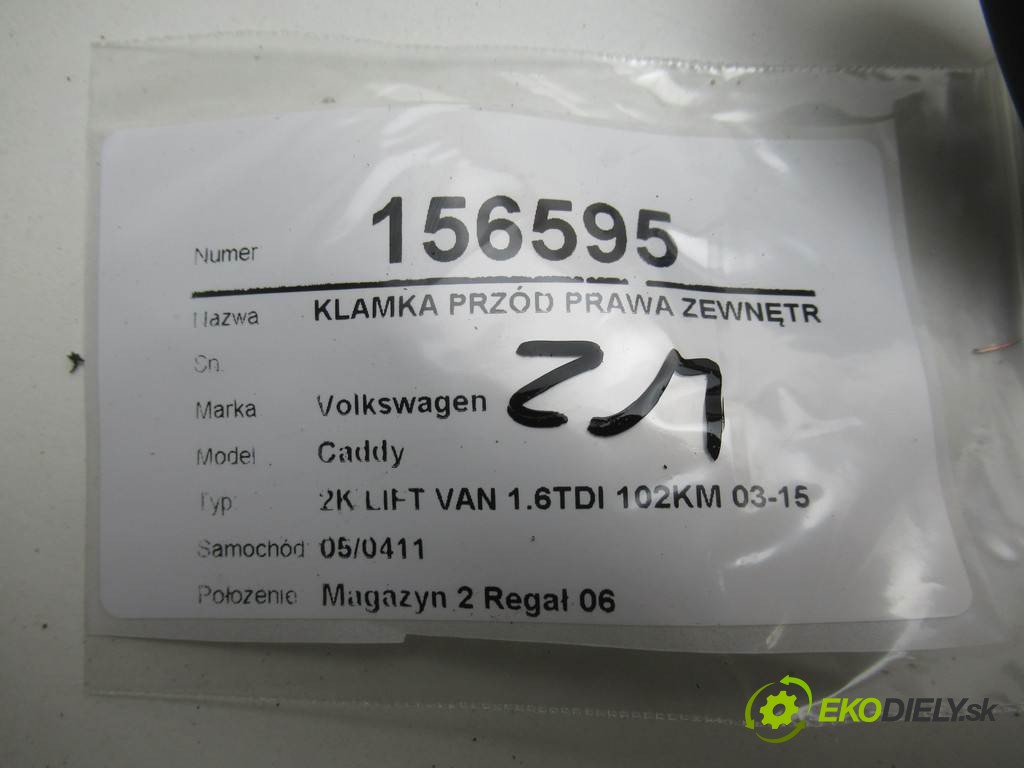 Numer 156595
Nazwa KLAMKA PRZÓD PRAWA ZEWNĘTR
Sn.
Marka Volkswagen
Model Caddy
Typ 2K LIFT VAN 1.6TDI 102KM 03-15
Samochód 05/0411
Położenie Magazyn 2 Regał 06
EKODIELY.sk